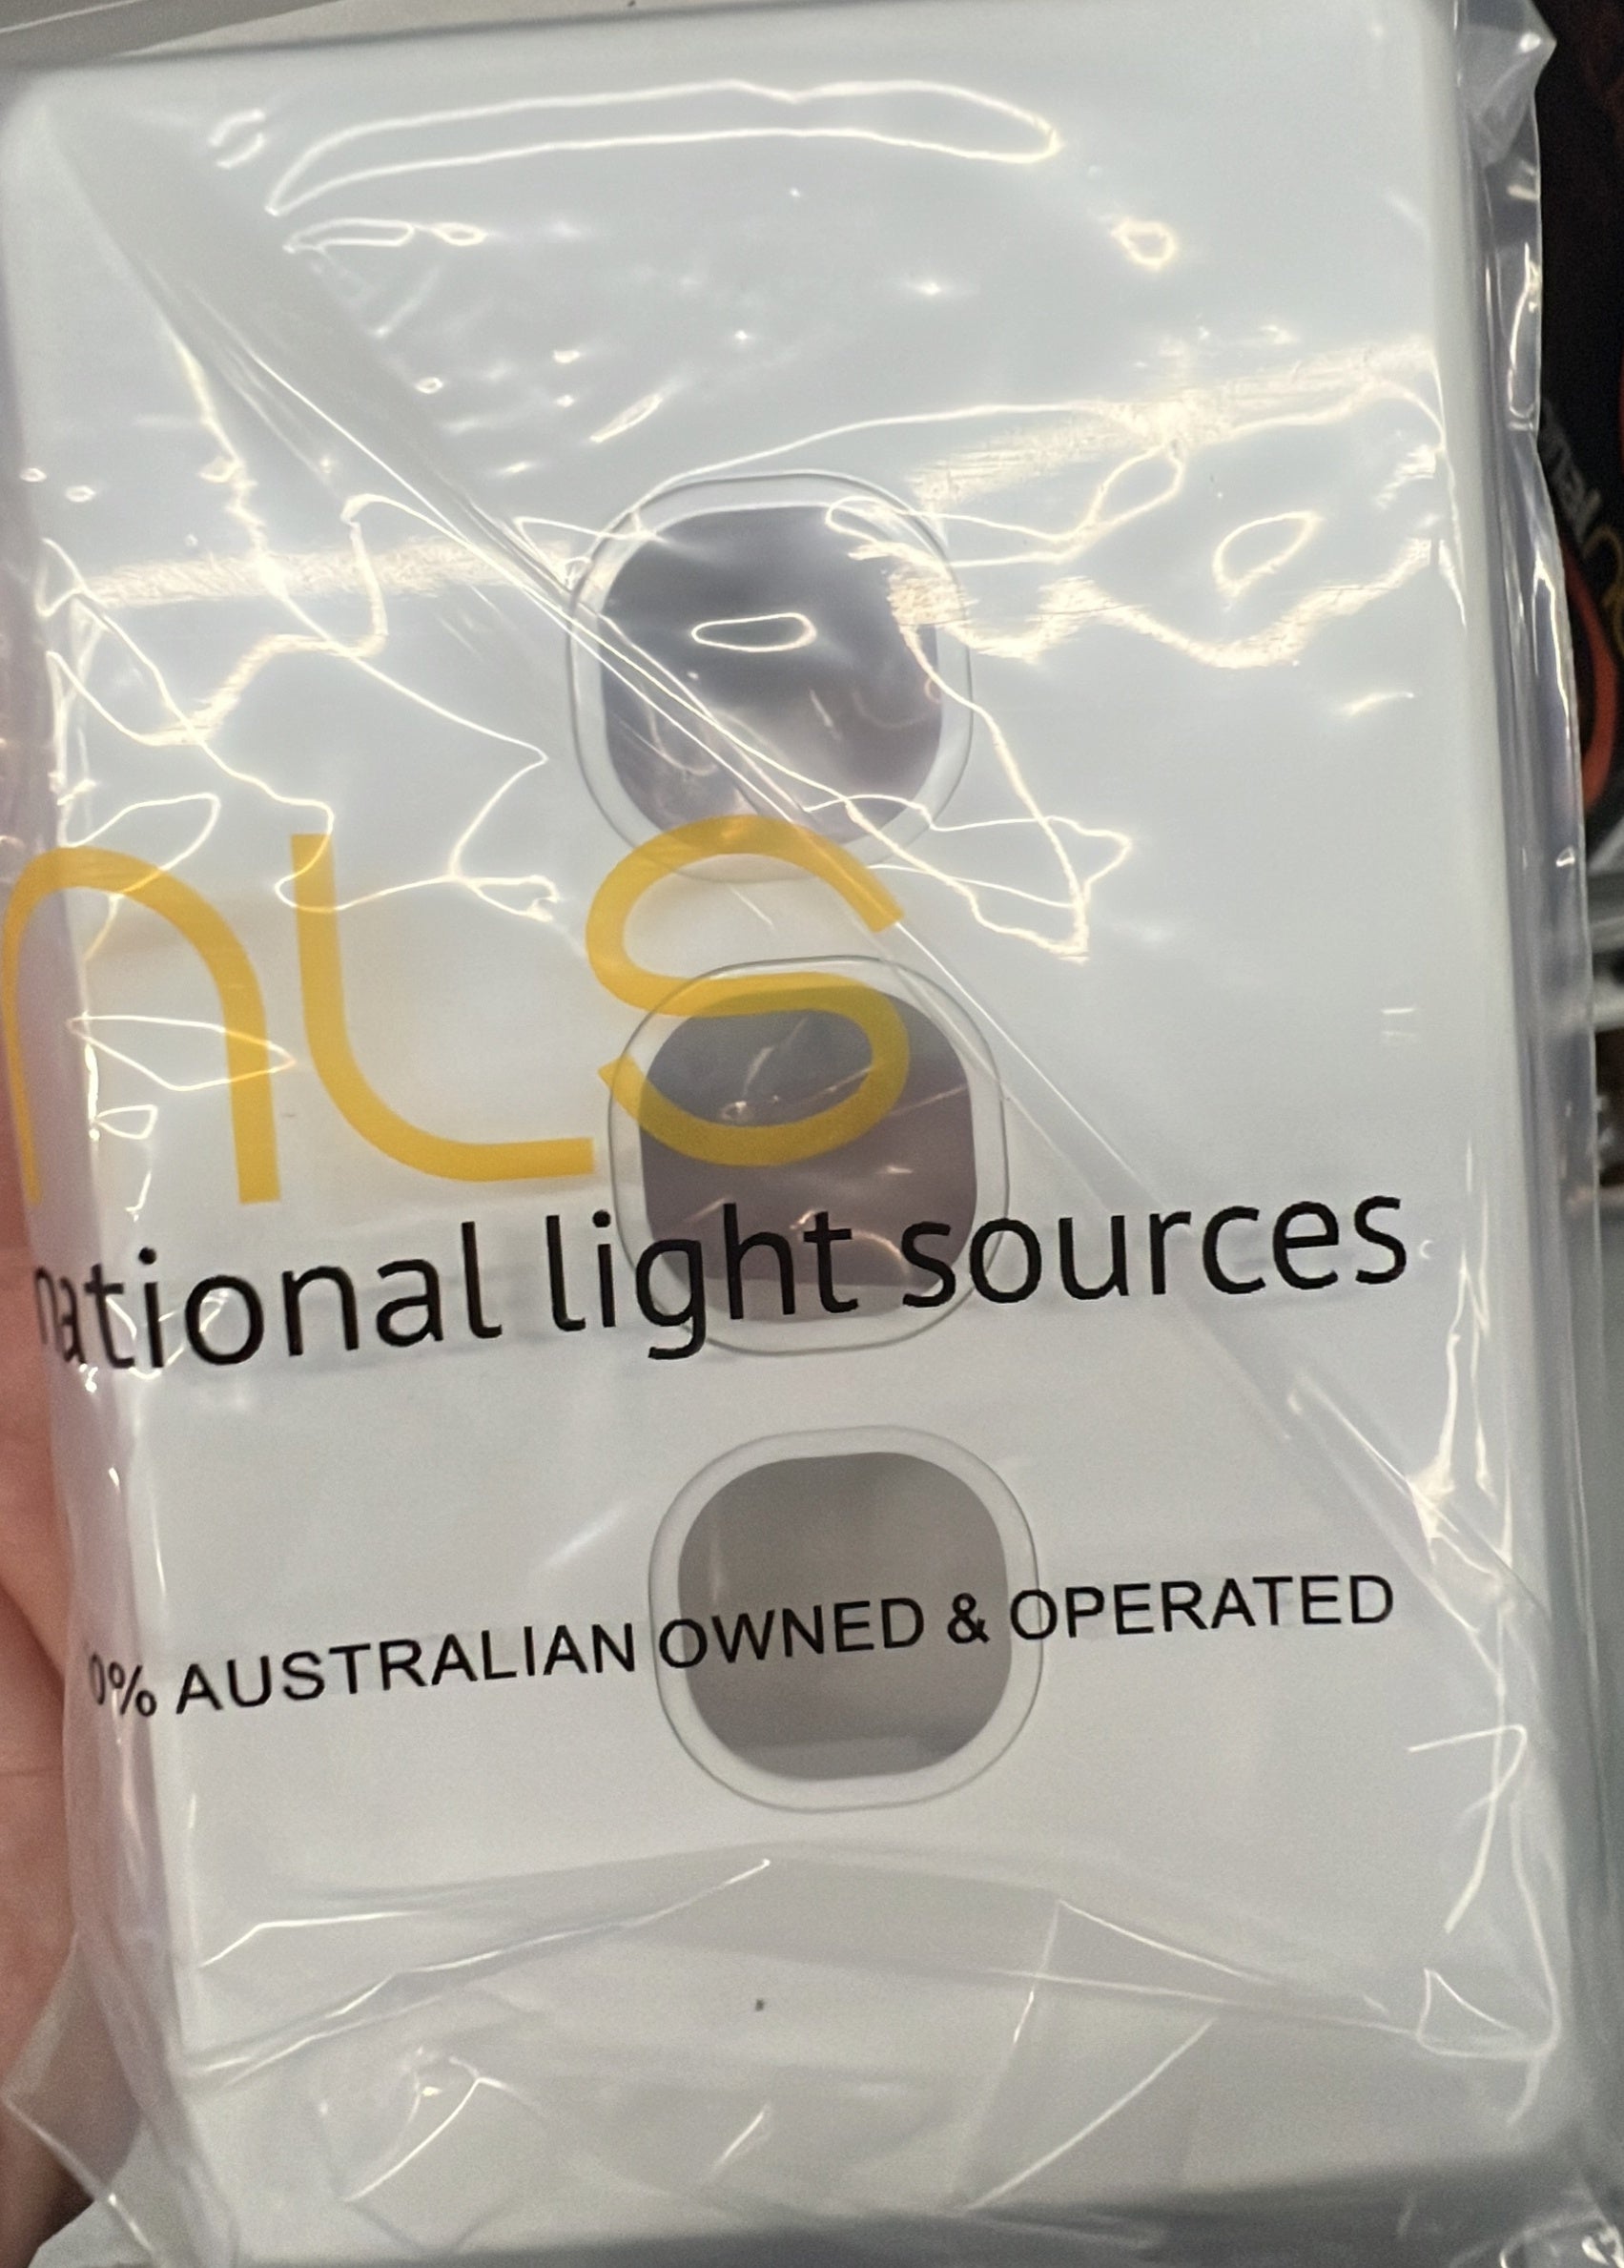 nLS
national light sources
0% AUSTRALIAN OWNED & OPERATED